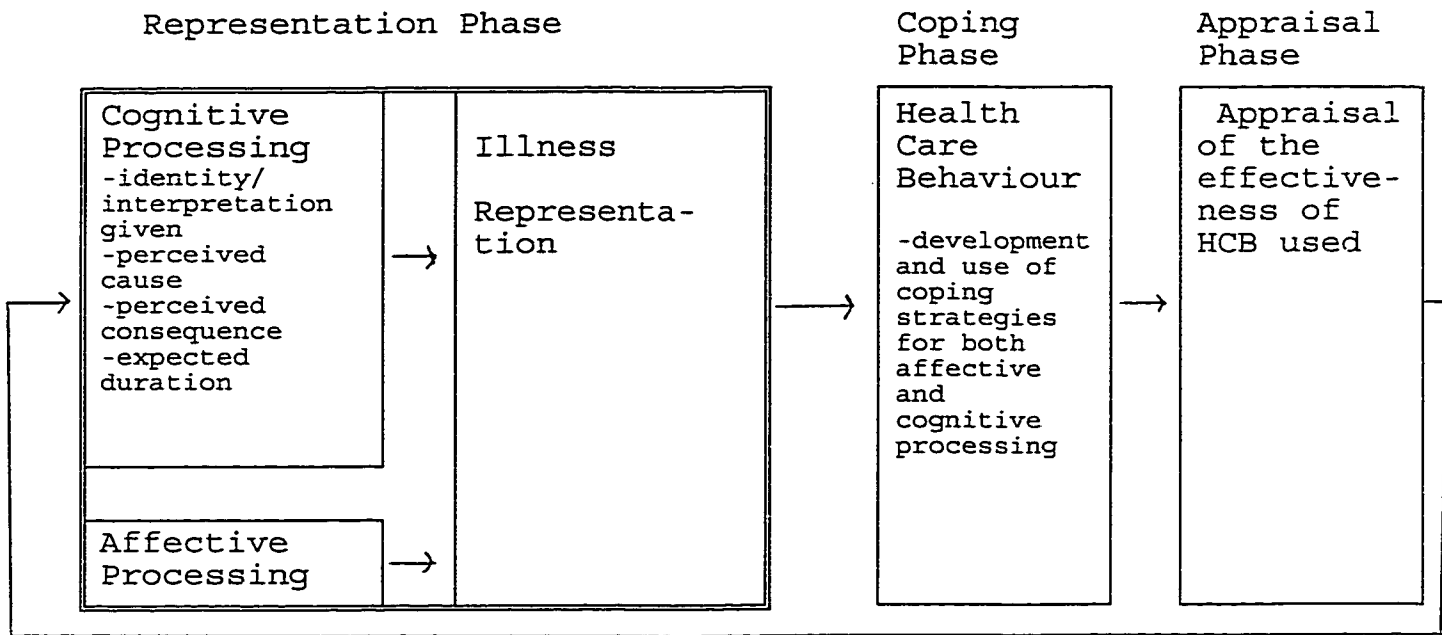 Representation Phase
Coping
Phase
Appraisal
Phase
Cognitive
Processing
-identity/
interpretation
given
-perceived
cause
-perceived
consequence
-expected
duration
Affective
Processing
Illness
Representa-
tion
Health
Care
Behaviour
-development
and use of
coping
strategies
for both
affective
and
cognitive
processing
Appraisal
of the
effective-
ness of
HCB used